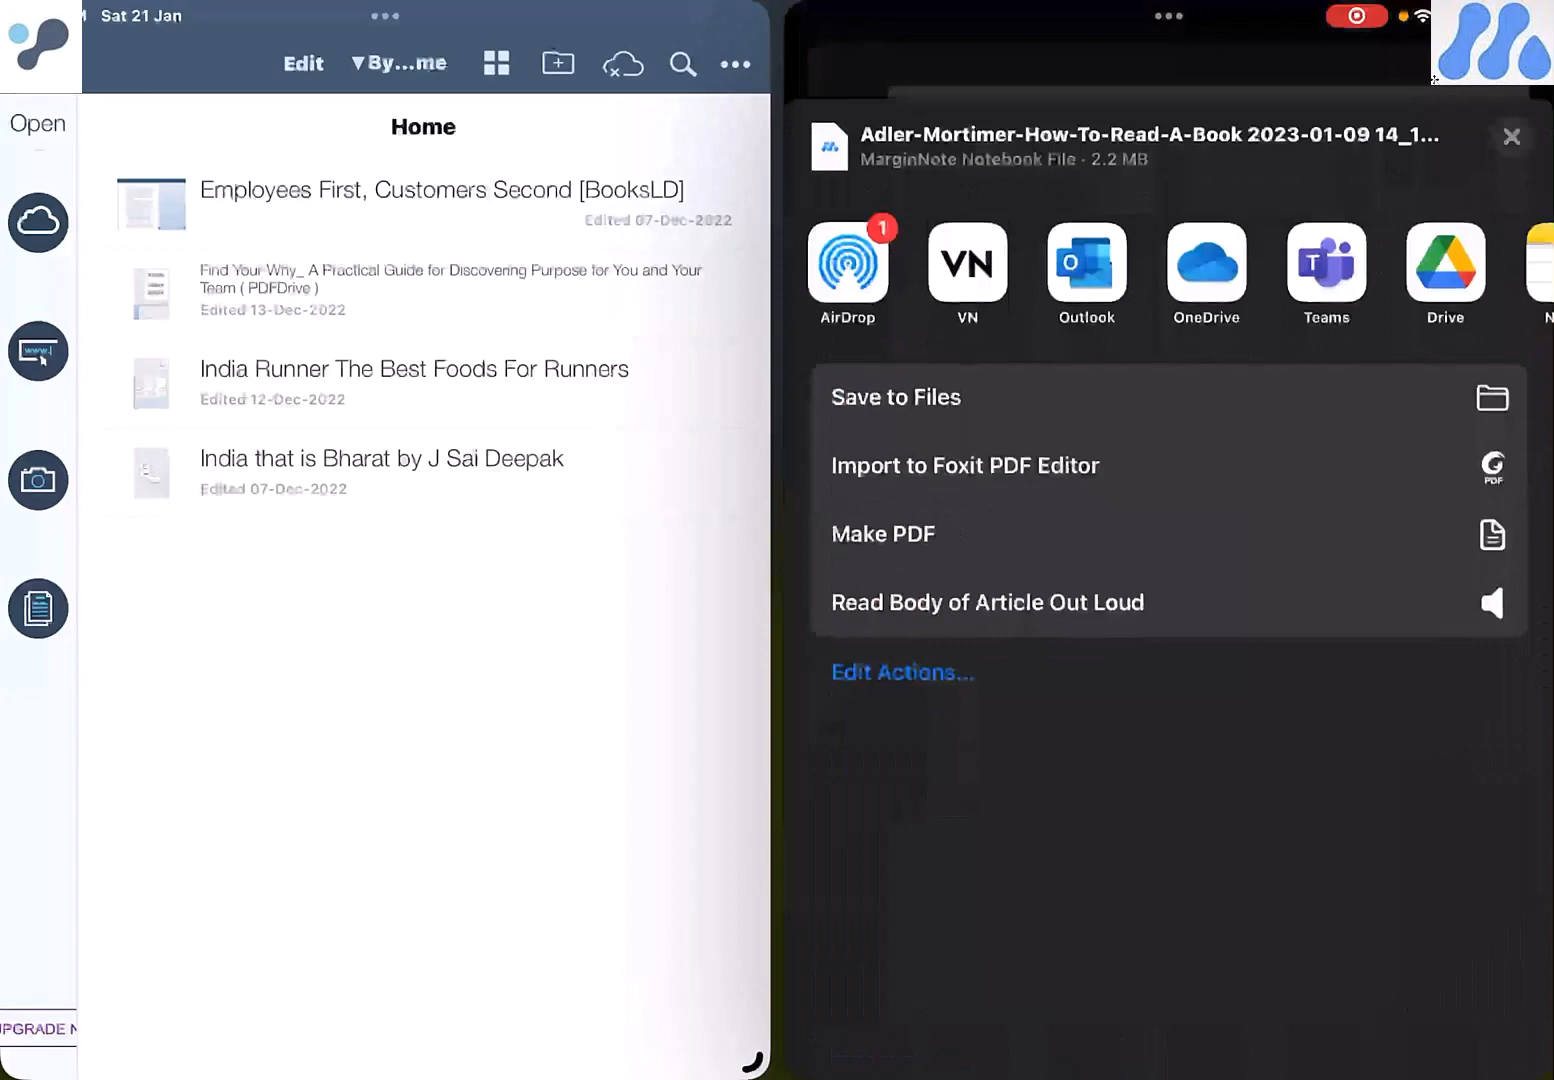 Sat 21 Jan
Edit ▼By...me
Open
Home
Employees First, Customers Second [BooksLD]
Edited 07-Dec-2022
Find Your Why_ A Practical Guide for Discovering Purpose for You and Your
Team ( PDFDrive )
Edited 13-Dec-2022
www.
India Runner The Best Foods For Runners
Edited 12-Dec-2022
India that is Bharat by J Sai Deepak
Edited 07-Dec-2022
UPGRADE N
Adler-Mortimer-How-To-Read-A-Book 2023-01-09 14_1...
MarginNote Notebook File · 2.2 MB
1
VN
AirDrop VN Outlook OneDrive Teams Drive N
Save to Files
Import to Foxit PDF Editor
PDF
Make PDF
Read Body of Article Out Loud
Edit Actions...